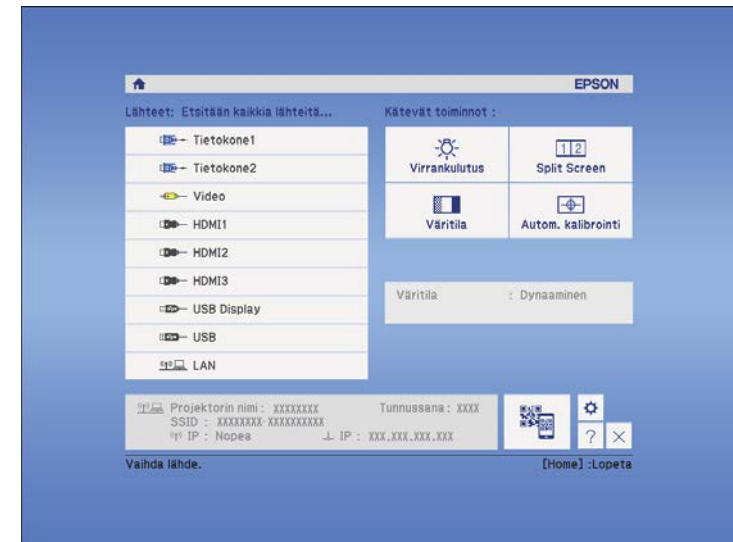 EPSON
Lähteet: Etsitään kaikkia lähteitä...
Tietokone1
Tietokone2
Video
HDMI1
HDMI2
HDMI3
USB Display
USB
LAN
Kätevät toiminnot :
Virrankulutus
1 2
Split Screen
Väritila
Autom. kalibrointi
Väritila : Dynaaminen
Projektorin nimi : XXXXXXXX Tunnussana : XXXX
SSID : XXXXXXXX-XXXXXXXXXX
IP : Nopea IP : XXX.XXX.XXX.XXX
?
Vaihda lähde. [Home] :Lopeta